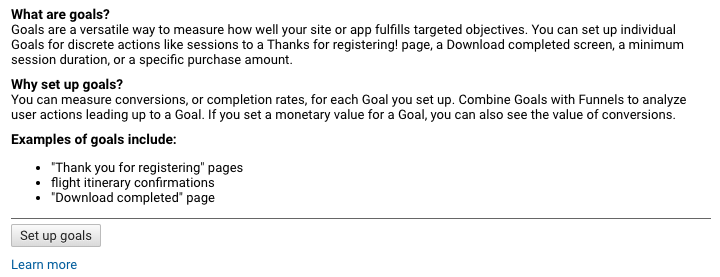 What are goals?
Goals are a versatile way to measure how well your site or app fulfills targeted objectives. You can set up individual
Goals for discrete actions like sessions to a Thanks for registering! page, a Download completed screen, a minimum
session duration, or a specific purchase amount.
Why set up goals?
You can measure conversions, or completion rates, for each Goal you set up. Combine Goals with Funnels to analyze
user actions leading up to a Goal. If you set a monetary value for a Goal, you can also see the value of conversions.
Examples of goals include:
• "Thank you for registering" pages
• flight itinerary confirmations
• "Download completed" page
Set up goals
Learn more